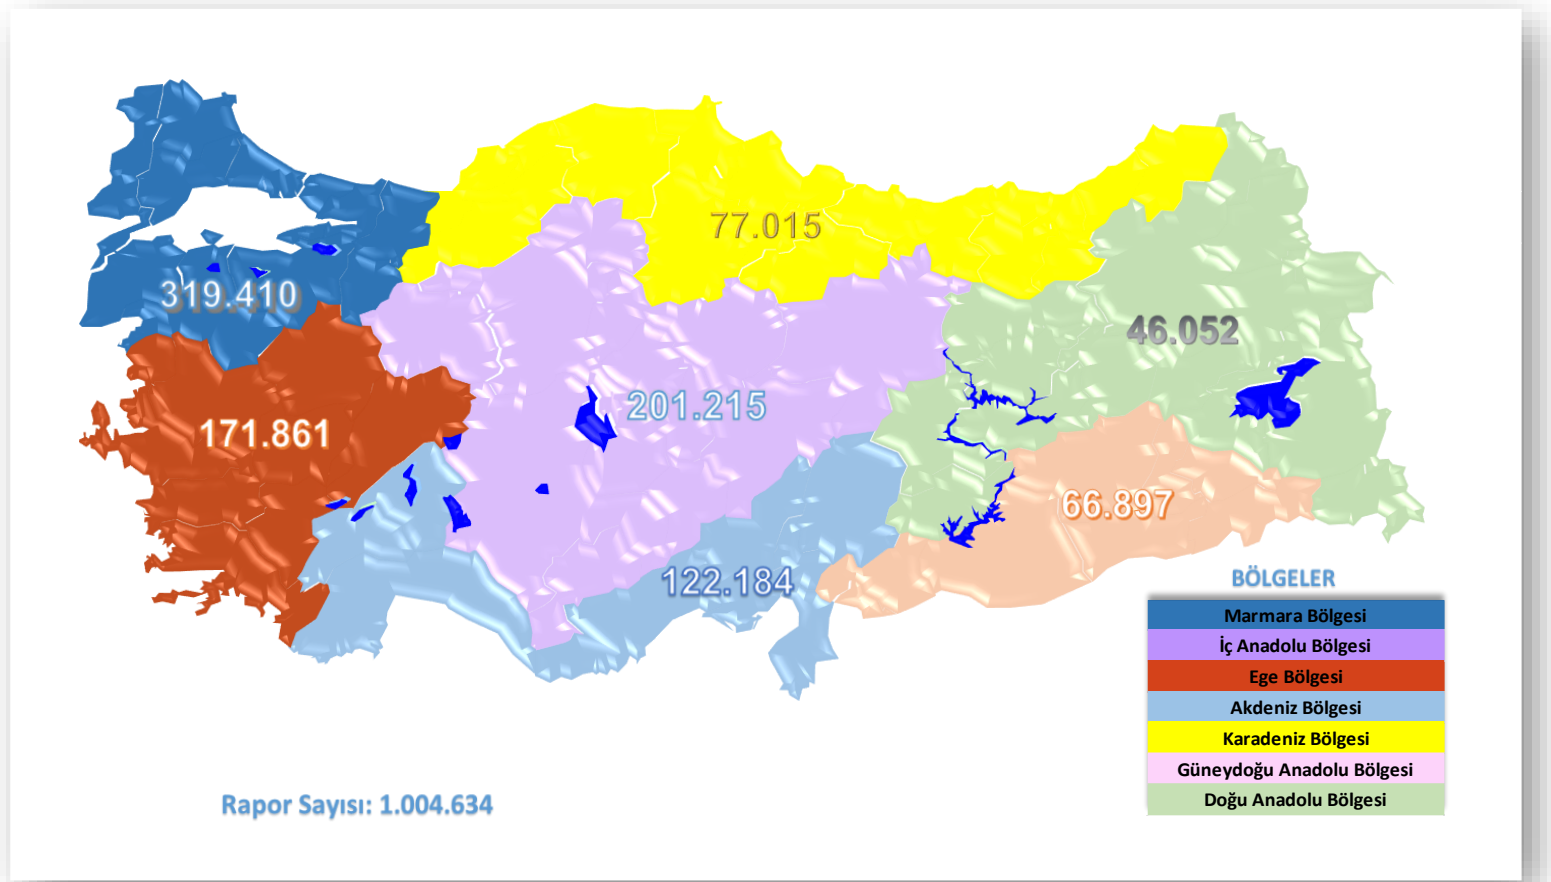 77.015
319.410
46.052
201.215
171.861
66.897
122.184
BÖLGELER
Marmara Bölgesi
İç Anadolu Bölgesi
Ege Bölgesi
Akdeniz Bölgesi
Karadeniz Bölgesi
Güneydoğu Anadolu Bölgesi
Doğu Anadolu Bölgesi
Rapor Sayısı: 1.004.634